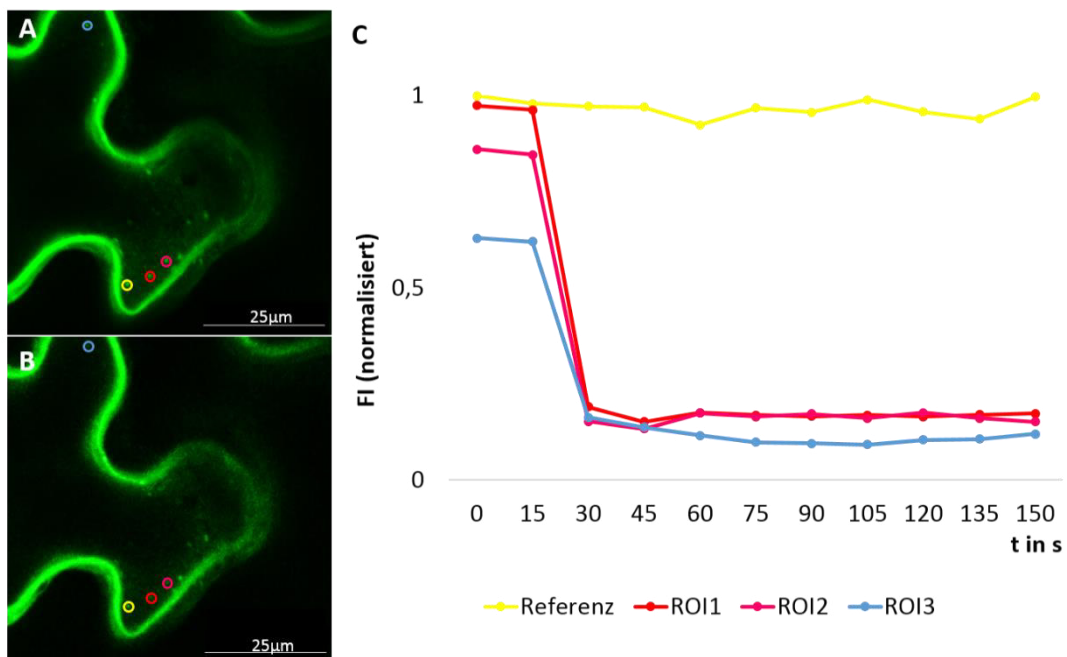 A
25µm
B
25µm
C
FI (normalisiert)
1
0,5
0
0 15 30 45 60 75 90 105 120 135 150
t in s
Referenz ROI1 ROI2 ROI3